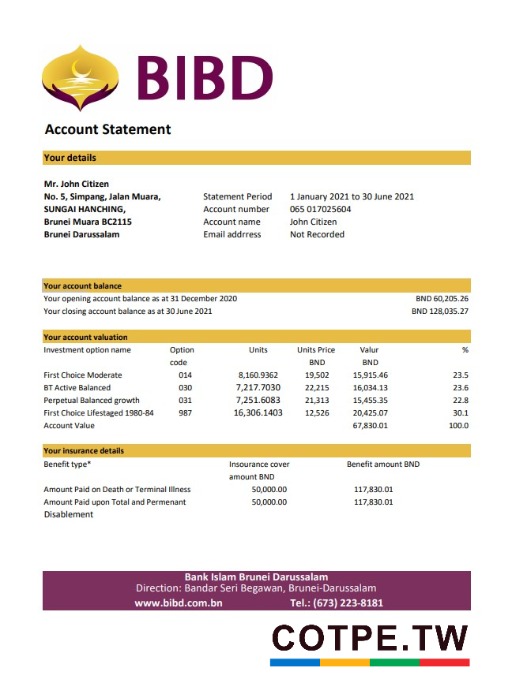 BIBD
Account Statement
Your details
Mr. John Citizen
No. 5, Simpang, Jalan Muara, Statement Period 1 January 2021 to 30 June 2021
SUNGAI HANCHING, Account number 065 017025604
Brunei Muara BC2115 Account name John Citizen
Brunei Darussalam Email addrress Not Recorded
Your account balance
Your opening account balance as at 31 December 2020 BND 60,205.26
Your closing account balance as at 30 June 2021 BND 128,035.27
Your account valuation
Investment option name Option Units Units Price Valur %
code BND BND
First Choice Moderate 014 8,160.9362 19,502 15,915.46 23.5
BT Active Balanced 030 7,217.7030 22,215 16,034.13 23.6
Perpetual Balanced growth 031 7,251.6083 21,313 15,455.35 22.8
First Choice Lifestaged 1980-84 987 16,306.1403 12,526 20,425.07 30.1
Account Value 67,830.01 100.0
Your insurance details
Benefit type* Insourance cover Benefit amount BND
amount BND
Amount Paid on Death or Terminal Illness 50,000.00 117,830.01
Amount Paid upon Total and Permenant 50,000.00 117,830.01
Disablement
Bank Islam Brunei Darussalam
Direction: Bandar Seri Begawan, Brunei-Darussalam
www.bibd.com.bn Tel.: (673) 223-8181
COTPE.TW